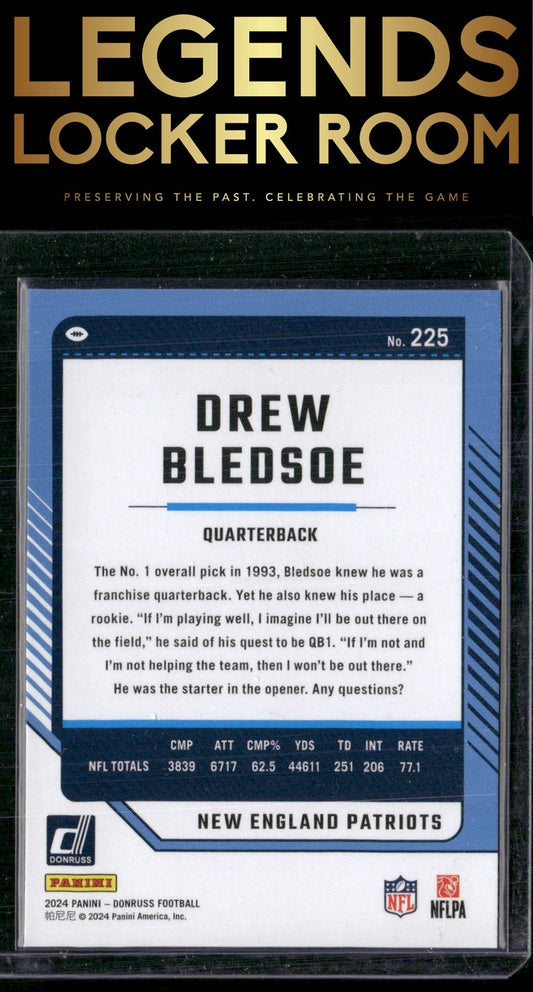 LEGENDS
LOCKER ROOM
PRESERVING THE PAST. CELEBRATING THE GAME
No. 225
DREW
BLEDSOE
QUARTERBACK
The No. 1 overall pick in 1993, Bledsoe knew he was a
franchise quarterback. Yet he also knew his place — a
rookie. “If I’m playing well, I imagine I’ll be out there on
the field,” he said of his quest to be QB1. “If I’m not and
I’m not helping the team, then I won’t be out there.”
He was the starter in the opener. Any questions?
CMP ATT CMP% YDS TD INT RATE
NFL TOTALS 3839 6717 62.5 44611 251 206 77.1
NEW ENGLAND PATRIOTS
DONRUSS
PANINI
2024 PANINI – DONRUSS FOOTBALL
帕尼尼 © 2024 Panini America, Inc.
NFL
NFLPA